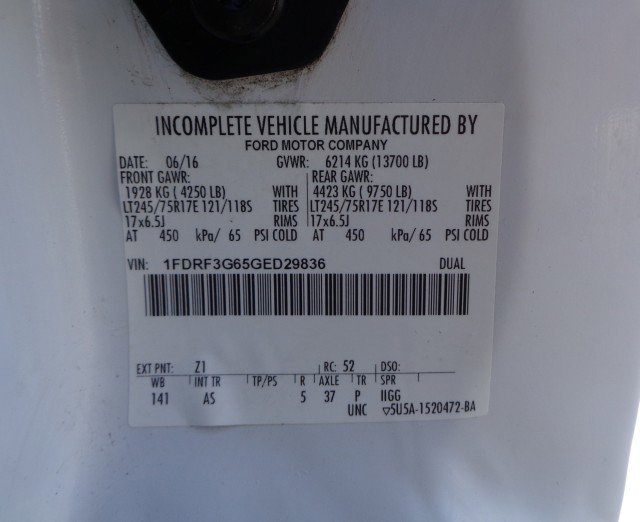 INCOMPLETE VEHICLE MANUFACTURED BY
FORD MOTOR COMPANY
DATE: 06/16 GVWR: 6214 KG (13700 LB)
FRONT GAWR: REAR GAWR:
1928 KG ( 4250 LB) WITH 4423 KG ( 9750 LB) WITH
LT245/75R17E 121/118S TIRES LT245/75R17E 121/118S TIRES
17x6.5J RIMS 17x6.5J RIMS
AT 450 kPa/ 65 PSI COLD AT 450 kPa/ 65 PSI COLD
VIN: 1FDRF3G65GED29836 DUAL
EXT PNT: Z1 RC: 52 DSO:
WB INT TR TP/PS R AXLE TR SPR
141 AS 5 37 P IIGG
UNC ▽5U5A-1520472-BA